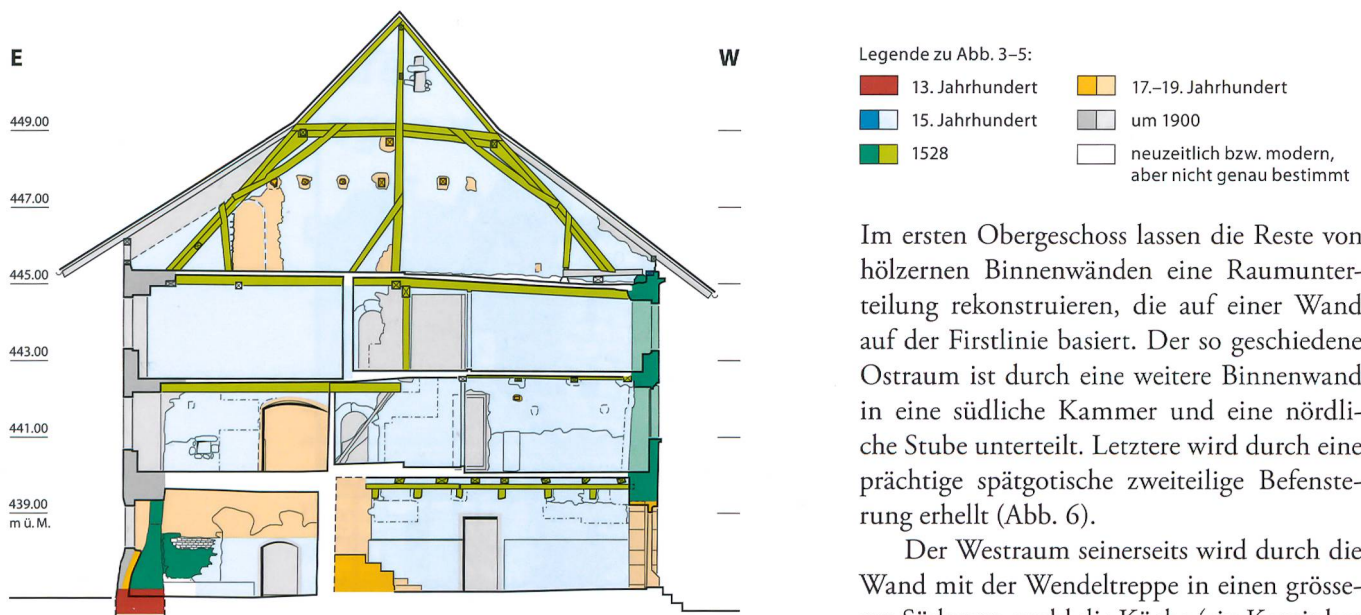 E
W
449.00
447.00
445.00
443.00
441.00
439.00
m ü. M.
Legende zu Abb. 3–5:
13. Jahrhundert
15. Jahrhundert
1528
17.–19. Jahrhundert
um 1900
neuzeitlich bzw. modern,
aber nicht genau bestimmt
Im ersten Obergeschoss lassen die Reste von
hölzernen Binnenwänden eine Raumunter-
teilung rekonstruieren, die auf einer Wand
auf der Firstlinie basiert. Der so geschiedene
Ostraum ist durch eine weitere Binnenwand
in eine südliche Kammer und eine nördli-
che Stube unterteilt. Letztere wird durch eine
prächtige spätgotische zweiteilige Befenste-
rung erhellt (Abb. 6).
Der Westraum seinerseits wird durch die
Wand mit der Wendeltreppe in einen grösse-